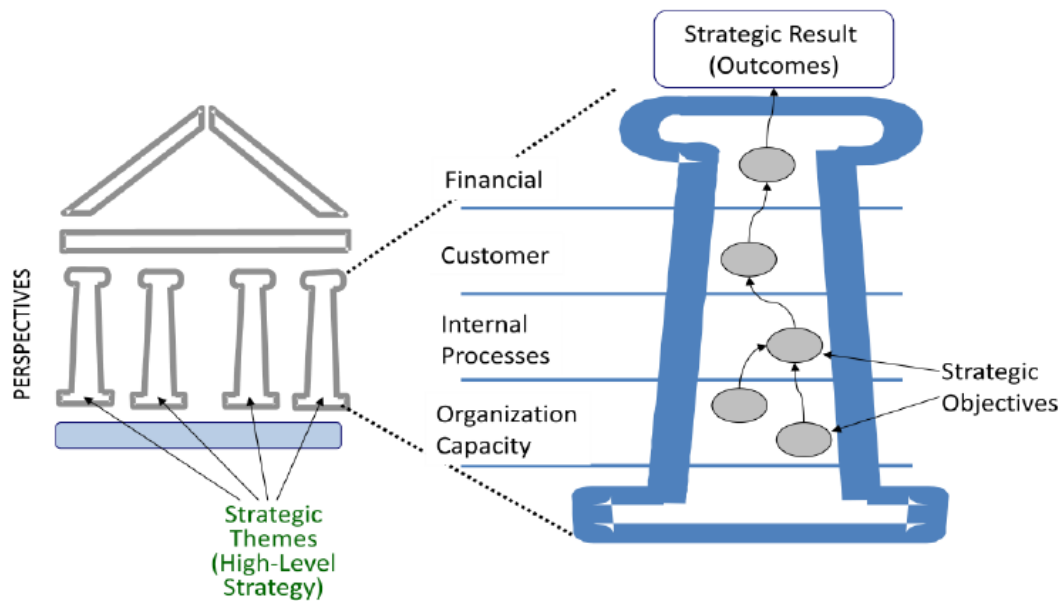 Strategic Result
(Outcomes)
Financial
Customer
Internal
Processes
Organization
Capacity
Strategic
Objectives
PERSPECTIVES
Strategic
Themes
(High-Level
Strategy)